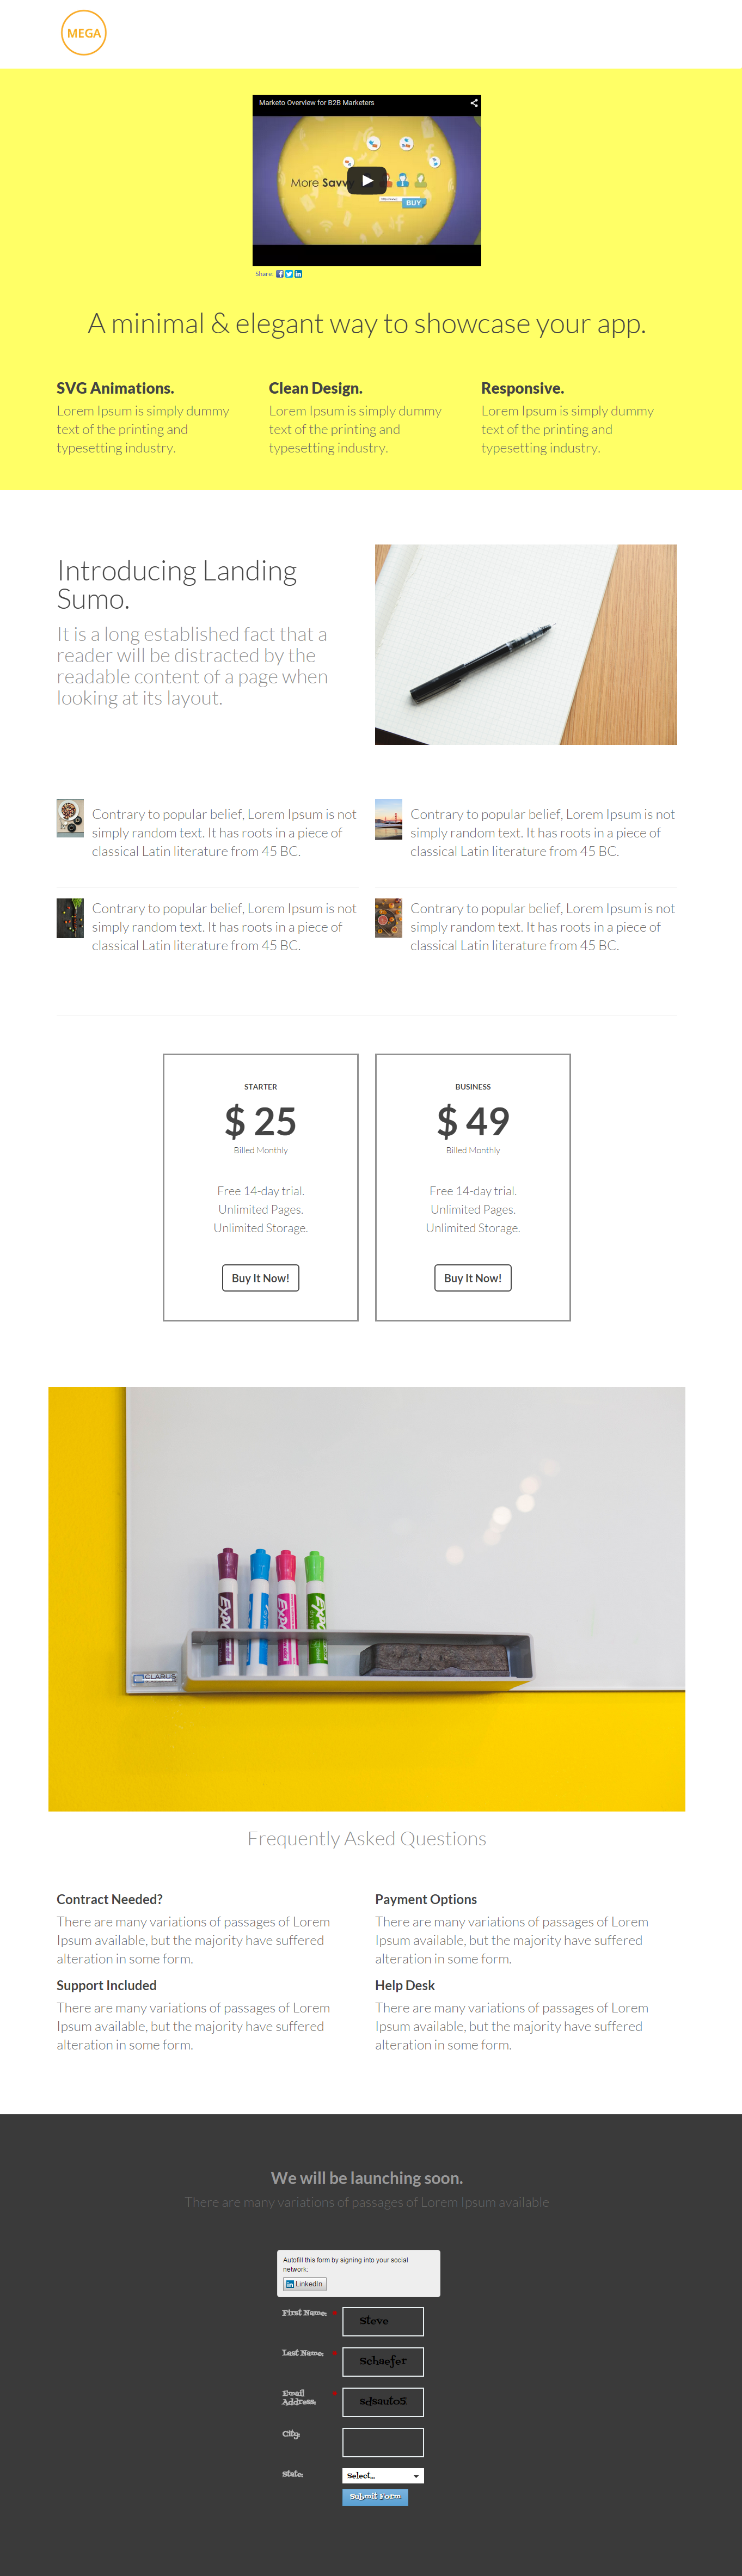 MEGA
Marketo Overview for B2B Marketers
More Savvy
BUY
Share:
A minimal & elegant way to showcase your app.
SVG Animations.
Lorem Ipsum is simply dummy
text of the printing and
typesetting industry.
Clean Design.
Lorem Ipsum is simply dummy
text of the printing and
typesetting industry.
Responsive.
Lorem Ipsum is simply dummy
text of the printing and
typesetting industry.
Introducing Landing
Sumo.
It is a long established fact that a
reader will be distracted by the
readable content of a page when
looking at its layout.
Contrary to popular belief, Lorem Ipsum is not
simply random text. It has roots in a piece of
classical Latin literature from 45 BC.
Contrary to popular belief, Lorem Ipsum is not
simply random text. It has roots in a piece of
classical Latin literature from 45 BC.
Contrary to popular belief, Lorem Ipsum is not
simply random text. It has roots in a piece of
classical Latin literature from 45 BC.
Contrary to popular belief, Lorem Ipsum is not
simply random text. It has roots in a piece of
classical Latin literature from 45 BC.
STARTER
$ 25
Billed Monthly
Free 14-day trial.
Unlimited Pages.
Unlimited Storage.
Buy It Now!
BUSINESS
$ 49
Billed Monthly
Free 14-day trial.
Unlimited Pages.
Unlimited Storage.
Buy It Now!
EXPO
EXPO
EXPO
CLARUS
Frequently Asked Questions
Contract Needed?
There are many variations of passages of Lorem
Ipsum available, but the majority have suffered
alteration in some form.
Payment Options
There are many variations of passages of Lorem
Ipsum available, but the majority have suffered
alteration in some form.
Support Included
There are many variations of passages of Lorem
Ipsum available, but the majority have suffered
alteration in some form.
Help Desk
There are many variations of passages of Lorem
Ipsum available, but the majority have suffered
alteration in some form.
We will be launching soon.
There are many variations of passages of Lorem Ipsum available
Autofill this form by signing into your social
network:
LinkedIn
First Name: *
Steve
Last Name: *
Schaefer
Email
Address: *
sdsauto5
City:
State:
Select...
Submit Form